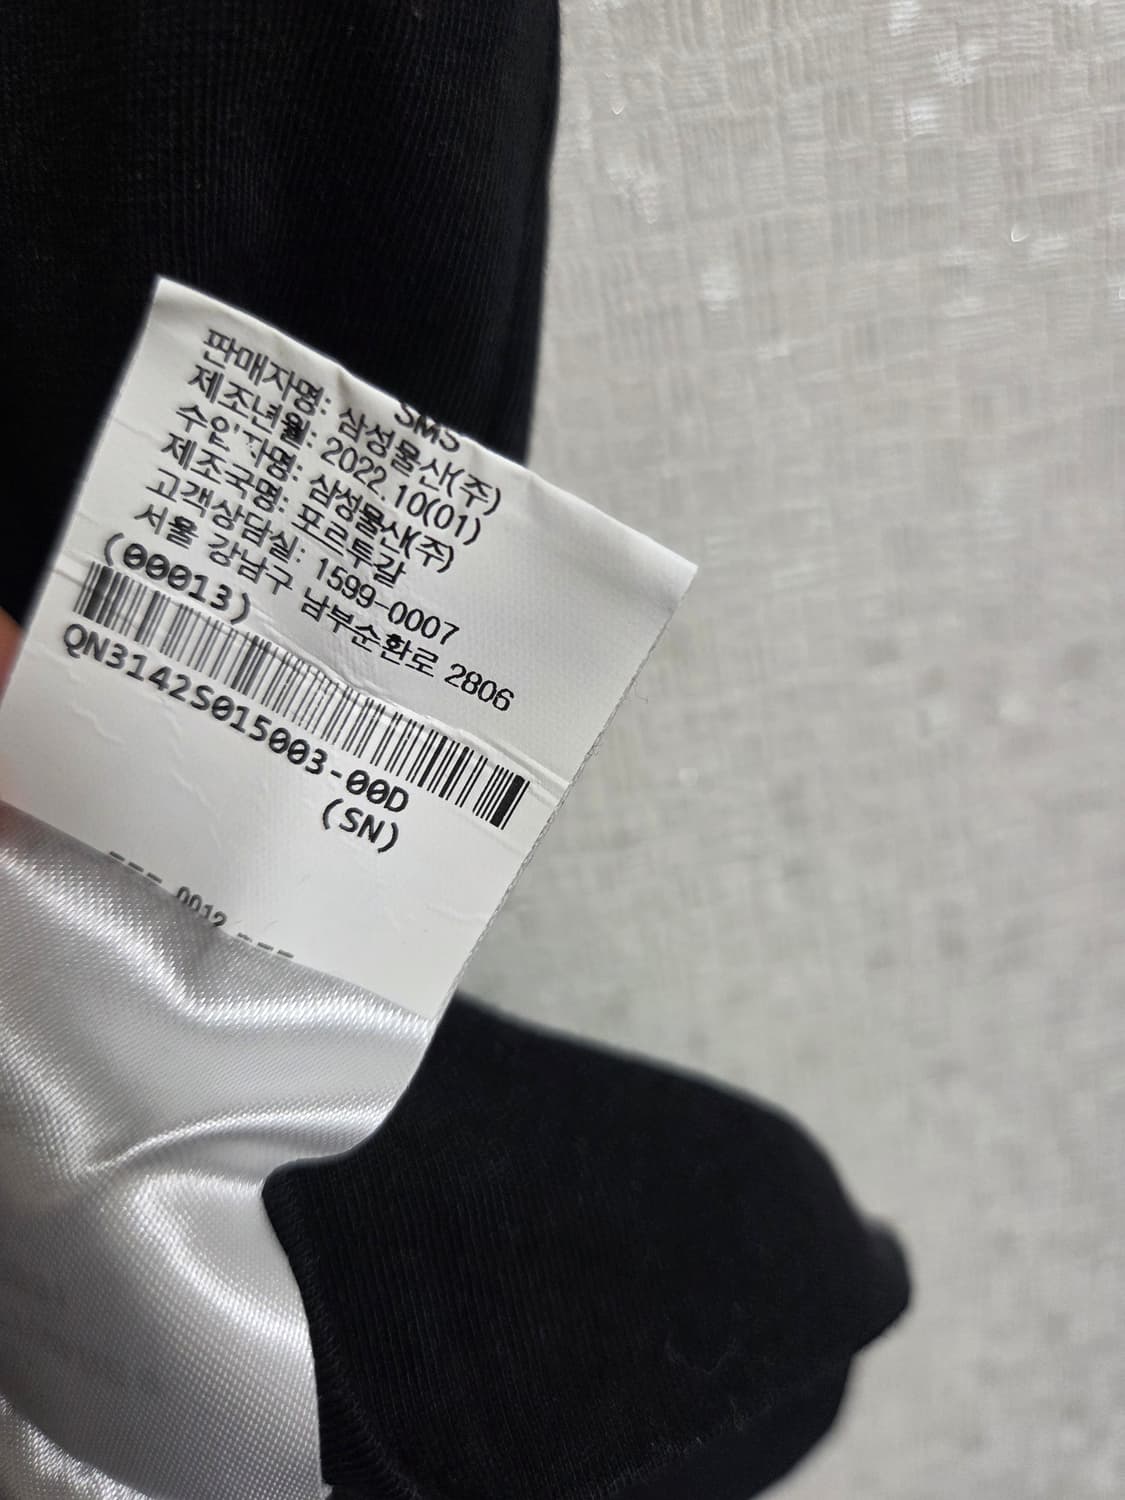 SMS
판매자명: 삼성물산(주)
제조년월: 2022.10(01)
수입자명: 삼성물산(주)
제조국명: 포르투갈
고객상담실: 1599-0007
서울 강남구 남부순환로 2806
(00013)
QN3142S015003-00D
(SN)
0012